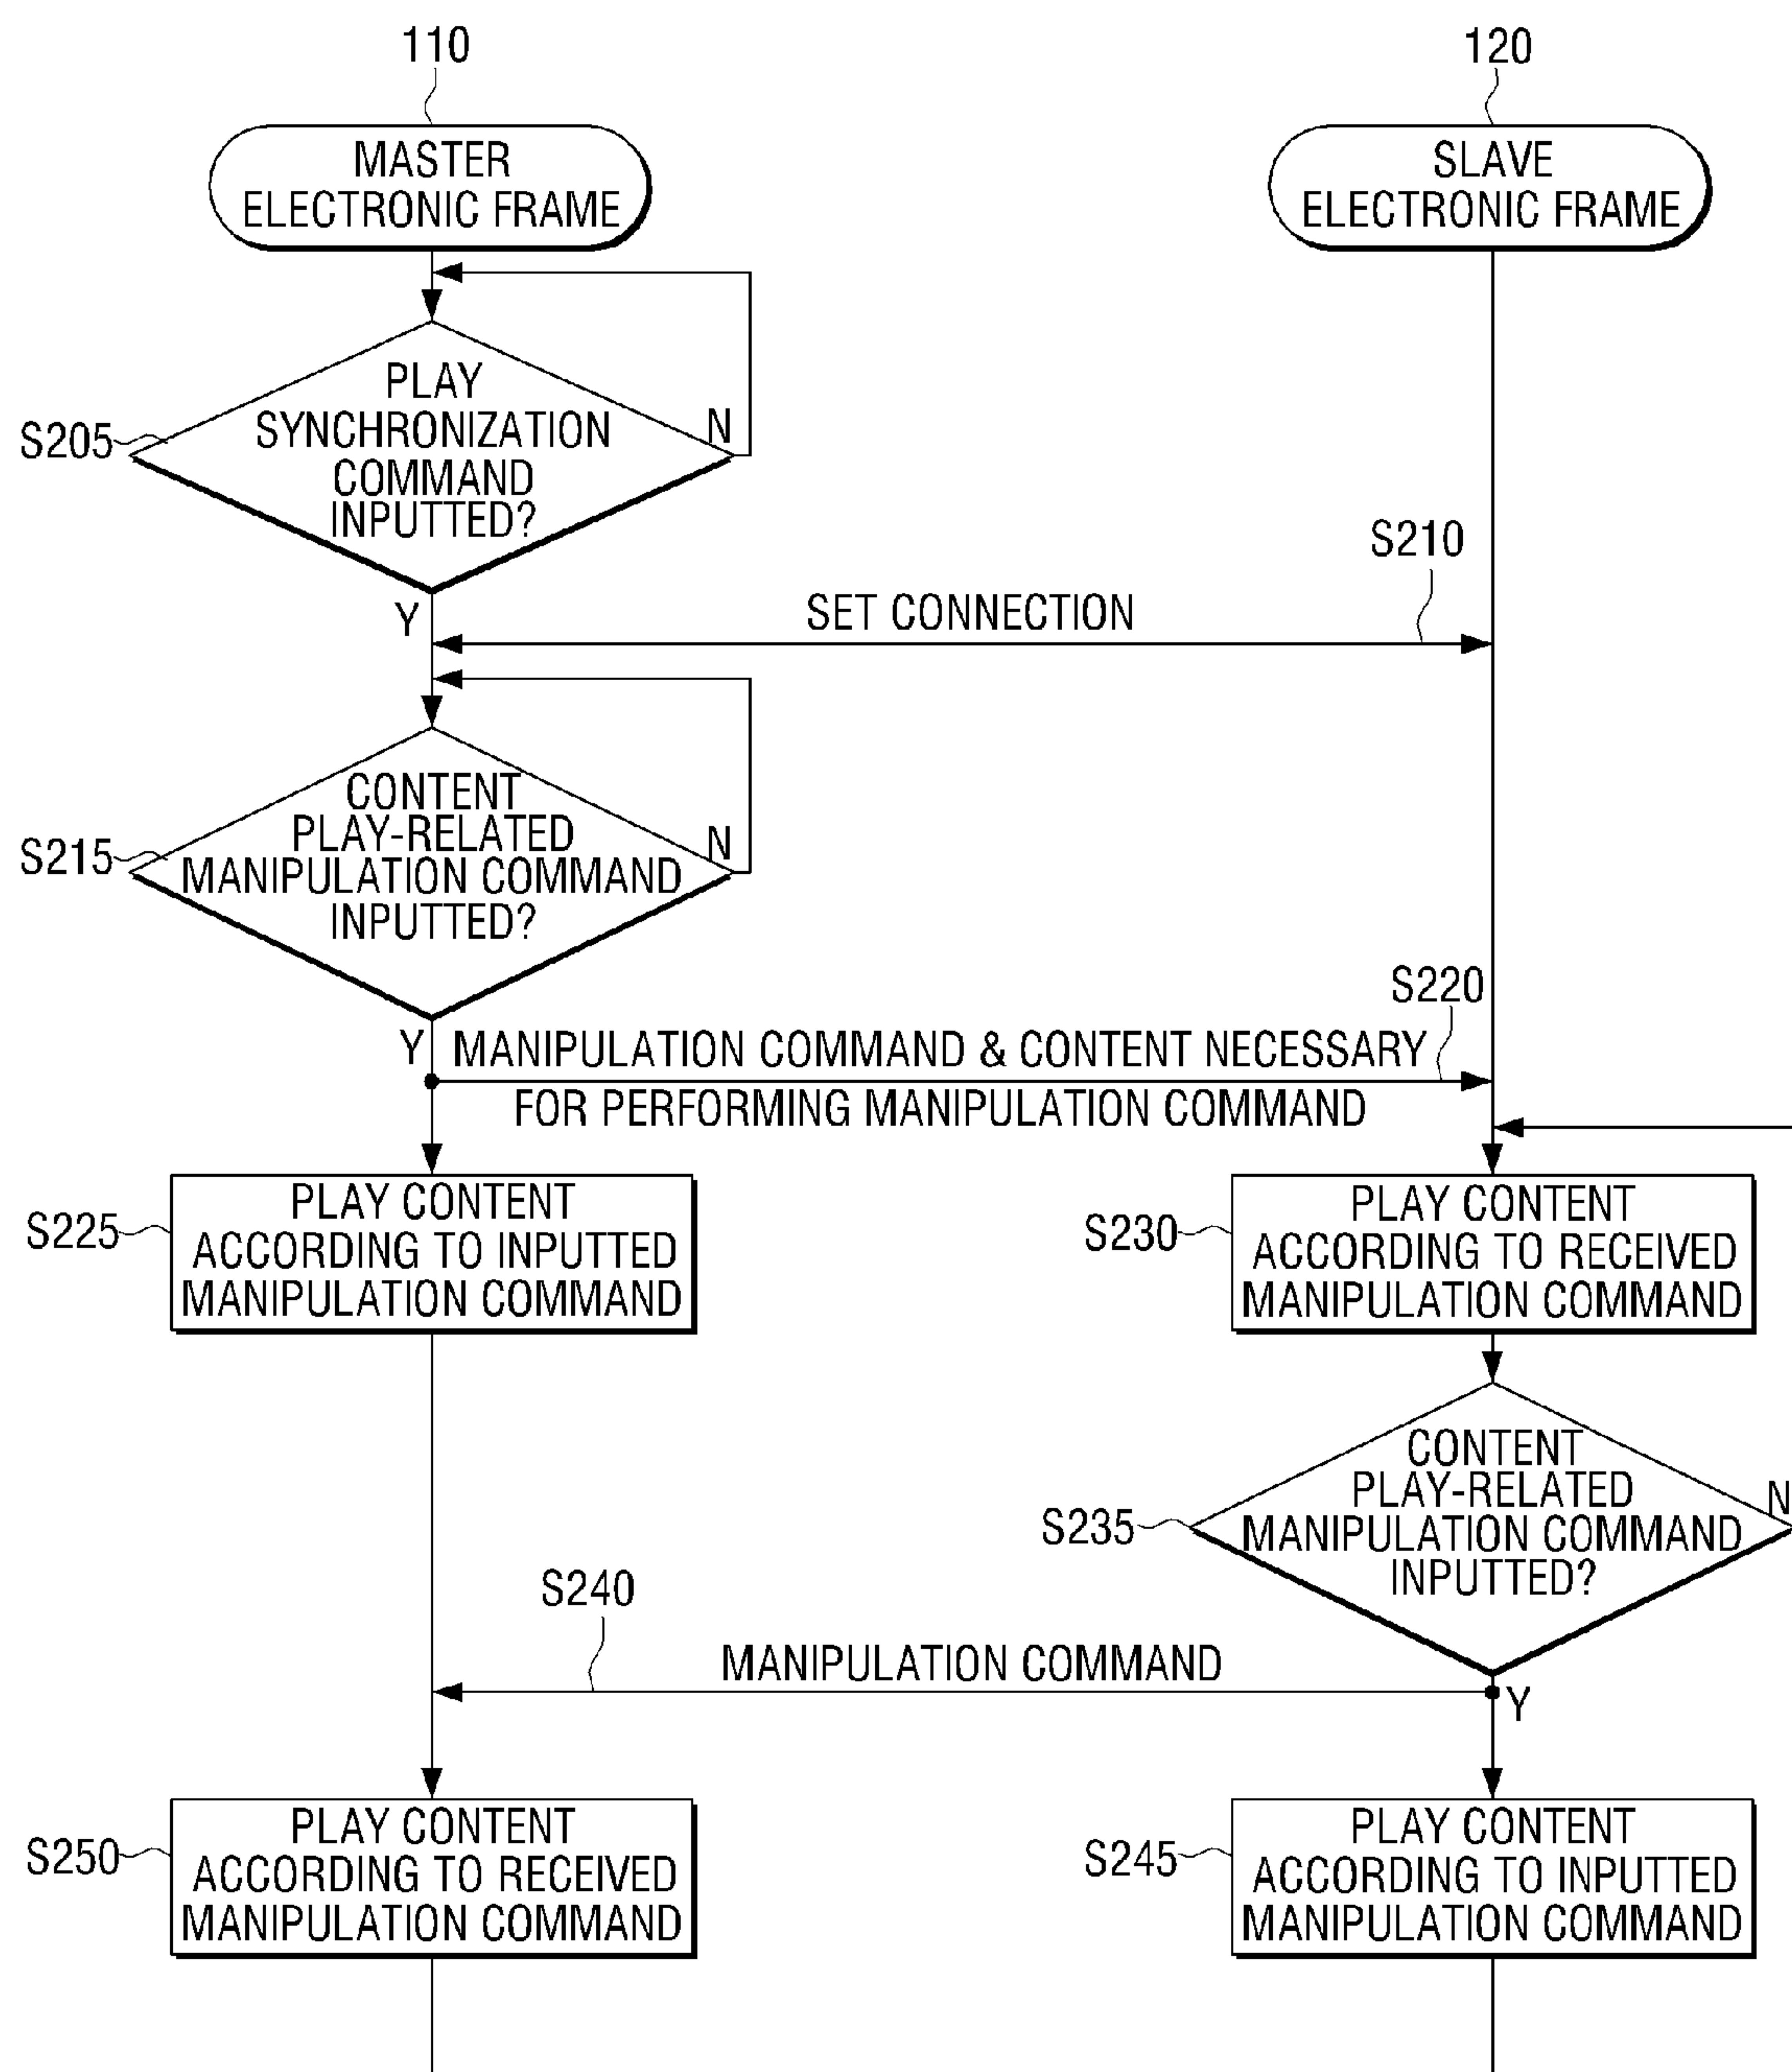 110
120
MASTER
ELECTRONIC FRAME
SLAVE
ELECTRONIC FRAME
S205
PLAY
SYNCHRONIZATION
COMMAND
INPUTTED?
N
Y
S210
SET CONNECTION
S215
CONTENT
PLAY-RELATED
MANIPULATION COMMAND
INPUTTED?
N
Y
S220
MANIPULATION COMMAND & CONTENT NECESSARY
FOR PERFORMING MANIPULATION COMMAND
S225
PLAY CONTENT
ACCORDING TO INPUTTED
MANIPULATION COMMAND
S230
PLAY CONTENT
ACCORDING TO RECEIVED
MANIPULATION COMMAND
S235
CONTENT
PLAY-RELATED
MANIPULATION COMMAND
INPUTTED?
N
Y
S240
MANIPULATION COMMAND
S250
PLAY CONTENT
ACCORDING TO RECEIVED
MANIPULATION COMMAND
S245
PLAY CONTENT
ACCORDING TO INPUTTED
MANIPULATION COMMAND